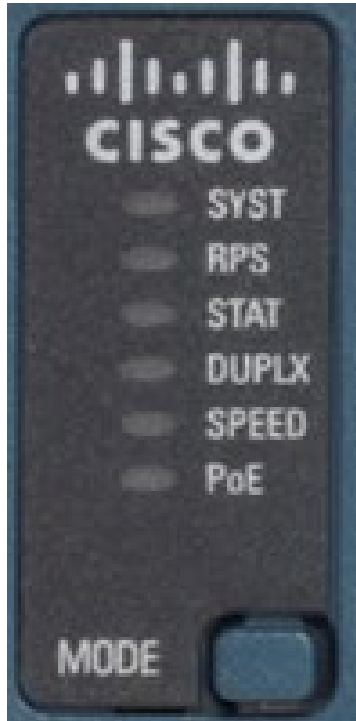 CISCO
SYST
RPS
STAT
DUPLX
SPEED
PoE
MODE